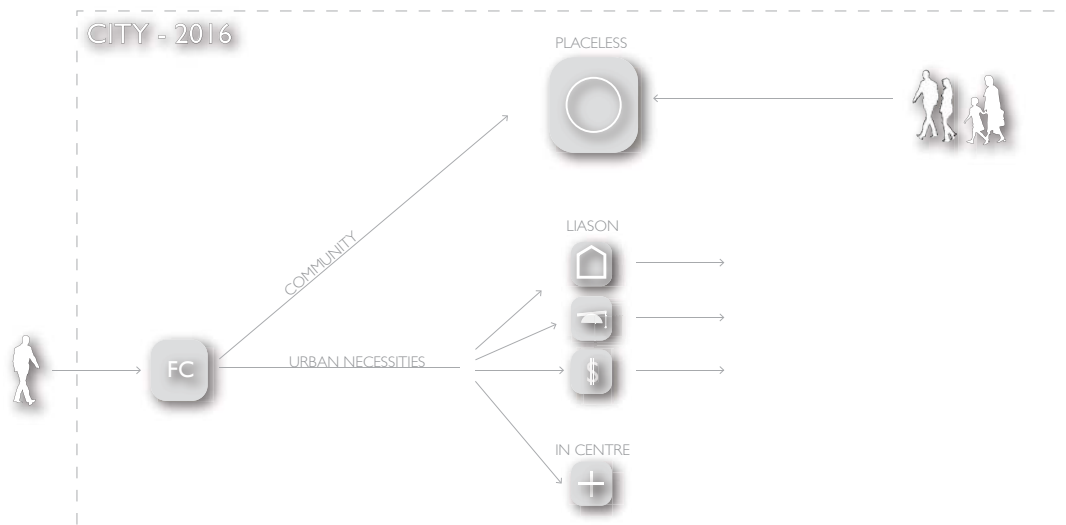 CITY - 2016
PLACELESS
COMMUNITY
LIASON
FC
URBAN NECESSITIES
$
IN CENTRE